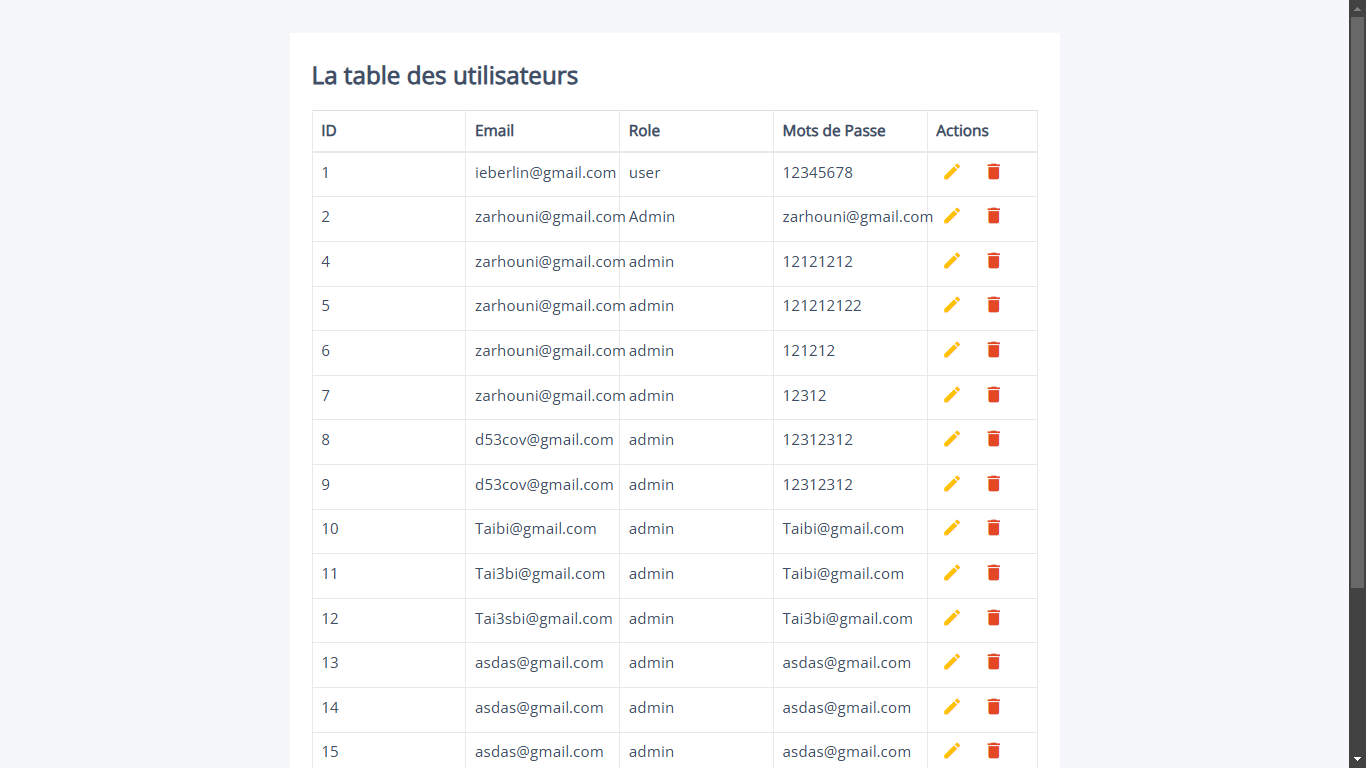 La table des utilisateurs
ID Email Role Mots de Passe Actions
1 ieberlin@gmail.com user 12345678
2 zarhouni@gmail.com Admin zarhouni@gmail.com
4 zarhouni@gmail.com admin 12121212
5 zarhouni@gmail.com admin 121212122
6 zarhouni@gmail.com admin 121212
7 zarhouni@gmail.com admin 12312
8 d53cov@gmail.com admin 12312312
9 d53cov@gmail.com admin 12312312
10 Taibi@gmail.com admin Taibi@gmail.com
11 Tai3bi@gmail.com admin Taibi@gmail.com
12 Tai3sbi@gmail.com admin Tai3bi@gmail.com
13 asdas@gmail.com admin asdas@gmail.com
14 asdas@gmail.com admin asdas@gmail.com
15 asdas@gmail.com admin asdas@gmail.com